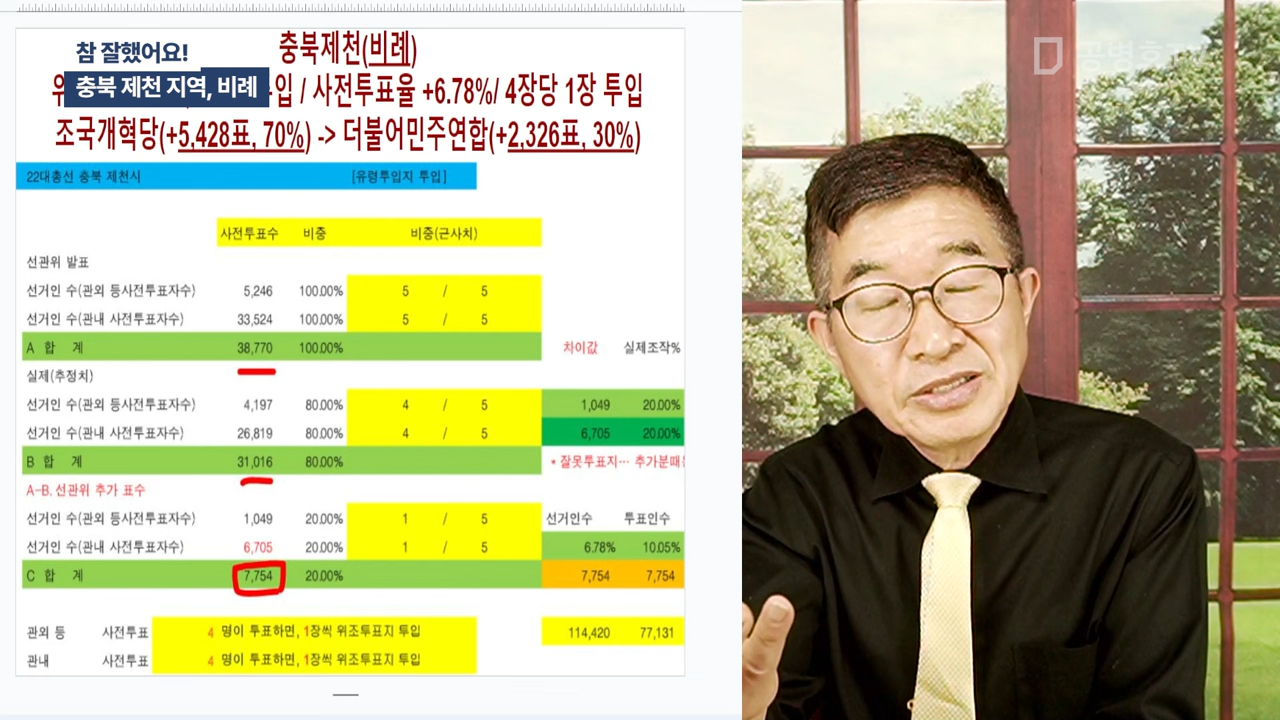 참 잘했어요!
충북 제천 지역, 비례
충북제천(비례)
입 / 사전투표율 +6.78%/ 4장당 1장 투입
조국개혁당(+5,428표, 70%) -> 더불어민주연합(+2,326표, 30%)
22대총선 충북 제천시 [유령투입지 투입]
사전투표수 비중 비중(근사치)
선관위 발표
선거인 수(관외 등사전투표자수) 5,246 100.00% 5 / 5
선거인 수(관내 사전투표자수) 33,524 100.00% 5 / 5
A 합 계 38,770 100.00% 차이값 실제조작%
실제(추정치)
선거인 수(관외 등사전투표자수) 4,197 80.00% 4 / 5 1,049 20.00%
선거인 수(관내 사전투표자수) 26,819 80.00% 4 / 5 6,705 20.00%
B 합 계 31,016 80.00% * 잘못투표지… 추가분때
A-B. 선관위 추가 표수
선거인 수(관외 등사전투표자수) 1,049 20.00% 1 / 5 선거인수 투표인수
선거인 수(관내 사전투표자수) 6,705 20.00% 1 / 5 6.78% 10.05%
C 합 계 7,754 20.00% 7,754 7,754
관외 등 사전투표 4 명이 투표하면, 1장씩 위조투표지 투입 114,420 77,131
관내 사전투표 4 명이 투표하면, 1장씩 위조투표지 투입
공병호